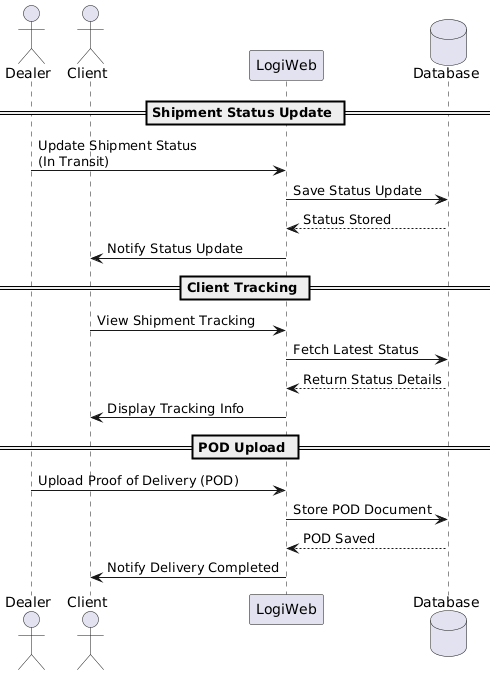 Dealer
Client
LogiWeb
Database
Shipment Status Update
Update Shipment Status
(In Transit)
Save Status Update
Status Stored
Notify Status Update
Client Tracking
View Shipment Tracking
Fetch Latest Status
Return Status Details
Display Tracking Info
POD Upload
Upload Proof of Delivery (POD)
Store POD Document
POD Saved
Notify Delivery Completed
Dealer
Client
LogiWeb
Database